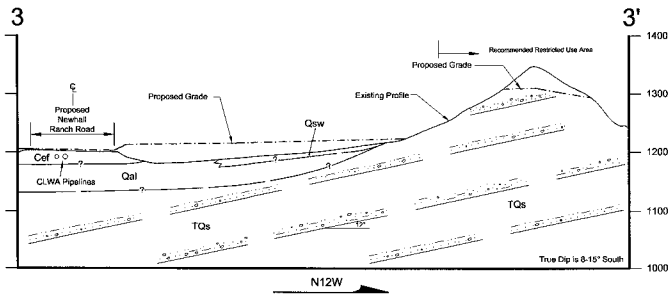 3
3'
1400
Recommended Restricted Use Area
Proposed Grade
℄
Proposed
Newhall
Ranch Road
Proposed Grade
Existing Profile
1300
Qsw
1200
Cef
?
?
?
CLWA Pipelines
Qal
?
?
1100
TQs
TQs
True Dip is 8-15° South
1000
N12W